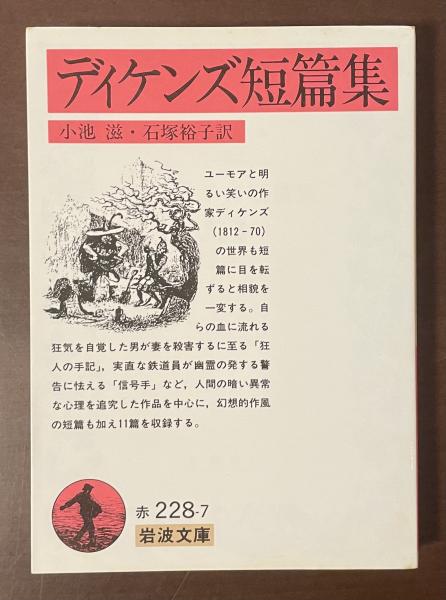 ディケンズ短篇集
小池 滋・石塚裕子訳
ユーモアと明
るい笑いの作
家ディケンズ
(1812-70)
の世界も短
篇に目を転
ずると相貌を
一変する。自
らの血に流れる
狂気を自覚した男が妻を殺害するに至る「狂
人の手記」,実直な鉄道員が幽霊の発する警
告に怯える「信号手」など,人間の暗い異常
な心理を追究した作品を中心に,幻想的作風
の短篇も加え11篇を収録する。
赤 228-7
岩波文庫